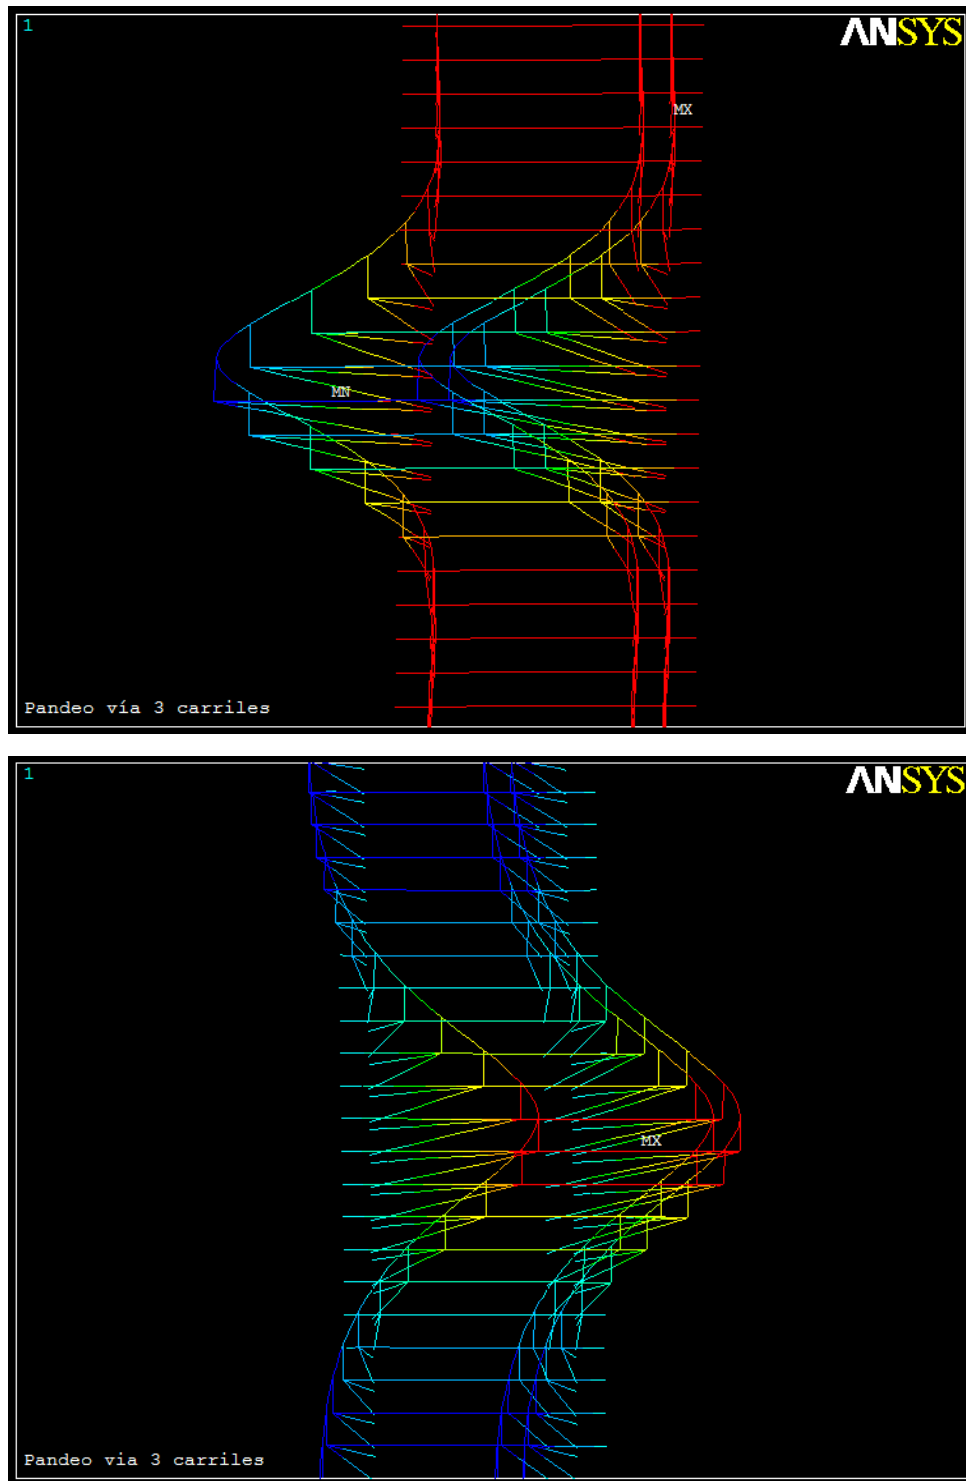 1
ANSYS
MX
MN
Pandeo vía 3 carriles
1
ANSYS
MX
Pandeo via 3 carriles